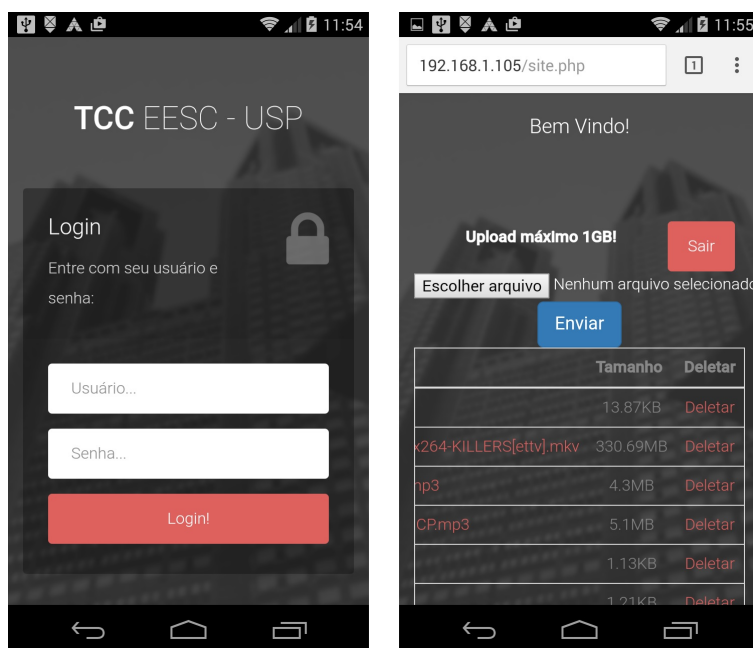 11:54
TCC EESC - USP
Login
Entre com seu usuário e
senha:
Usuário...
Senha...
Login!
11:55
192.168.1.105/site.php
1
Bem Vindo!
Upload máximo 1GB!
Sair
Escolher arquivo Nenhum arquivo selecionado
Enviar
Tamanho Deletar
13.87KB Deletar
x264-KILLERS[ettv].mkv 330.69MB Deletar
mp3 4.3MB Deletar
CP.mp3 5.1MB Deletar
1.13KB Deletar
1.21KB Deletar